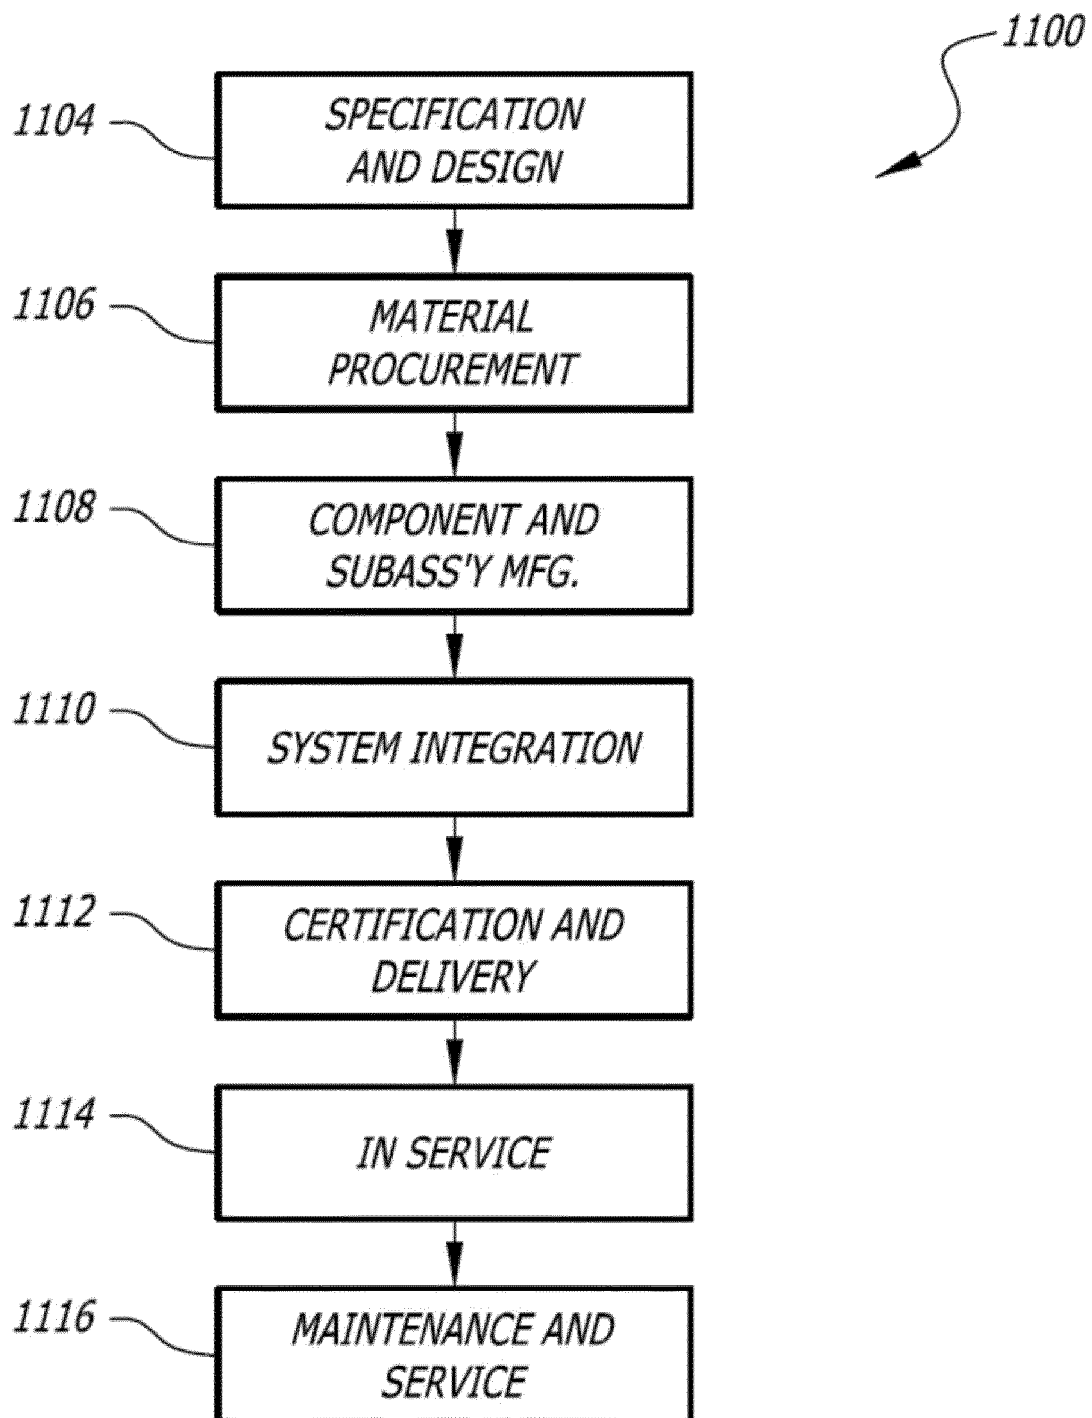 1100
1104
SPECIFICATION
AND DESIGN
1106
MATERIAL
PROCUREMENT
1108
COMPONENT AND
SUBASS'Y MFG.
1110
SYSTEM INTEGRATION
1112
CERTIFICATION AND
DELIVERY
1114
IN SERVICE
1116
MAINTENANCE AND
SERVICE